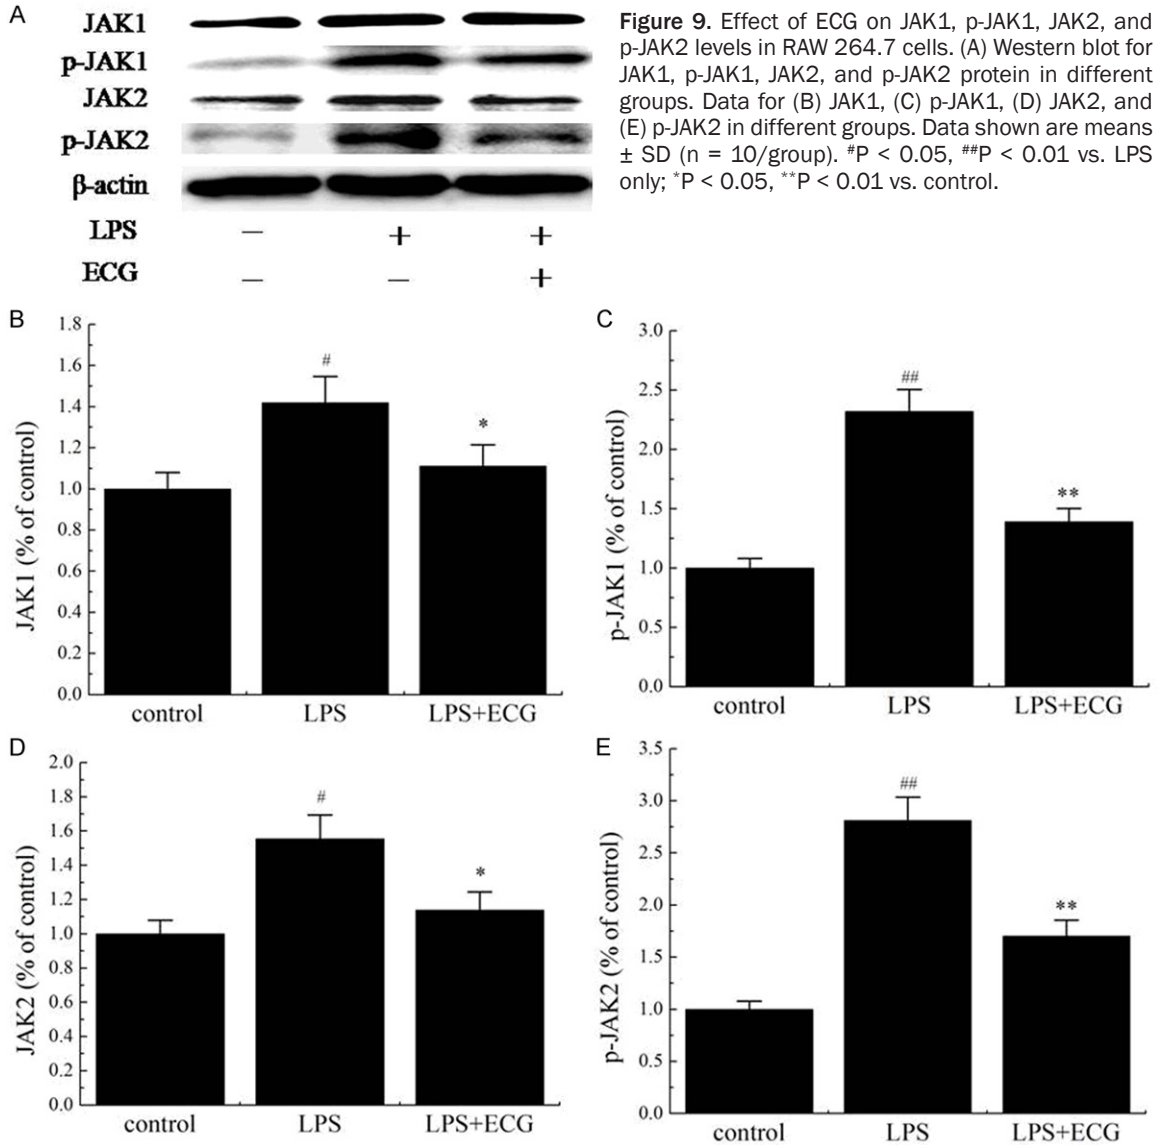 A
JAK1
p-JAK1
JAK2
p-JAK2
β-actin
LPS — + +
ECG — — +
Figure 9. Effect of ECG on JAK1, p-JAK1, JAK2, and
p-JAK2 levels in RAW 264.7 cells. (A) Western blot for
JAK1, p-JAK1, JAK2, and p-JAK2 protein in different
groups. Data for (B) JAK1, (C) p-JAK1, (D) JAK2, and
(E) p-JAK2 in different groups. Data shown are means
± SD (n = 10/group). #P < 0.05, ##P < 0.01 vs. LPS
only; *P < 0.05, **P < 0.01 vs. control.
B
JAK1 (% of control)
1.8
1.6
1.4
1.2
1.0
0.8
0.6
0.4
0.2
0.0
#
*
control LPS LPS+ECG
C
p-JAK1 (% of control)
3.0
2.5
2.0
1.5
1.0
0.5
0.0
##
**
control LPS LPS+ECG
D
JAK2 (% of control)
2.0
1.8
1.6
1.4
1.2
1.0
0.8
0.6
0.4
0.2
0.0
#
*
control LPS LPS+ECG
E
p-JAK2 (% of control)
3.5
3.0
2.5
2.0
1.5
1.0
0.5
0.0
##
**
control LPS LPS+ECG